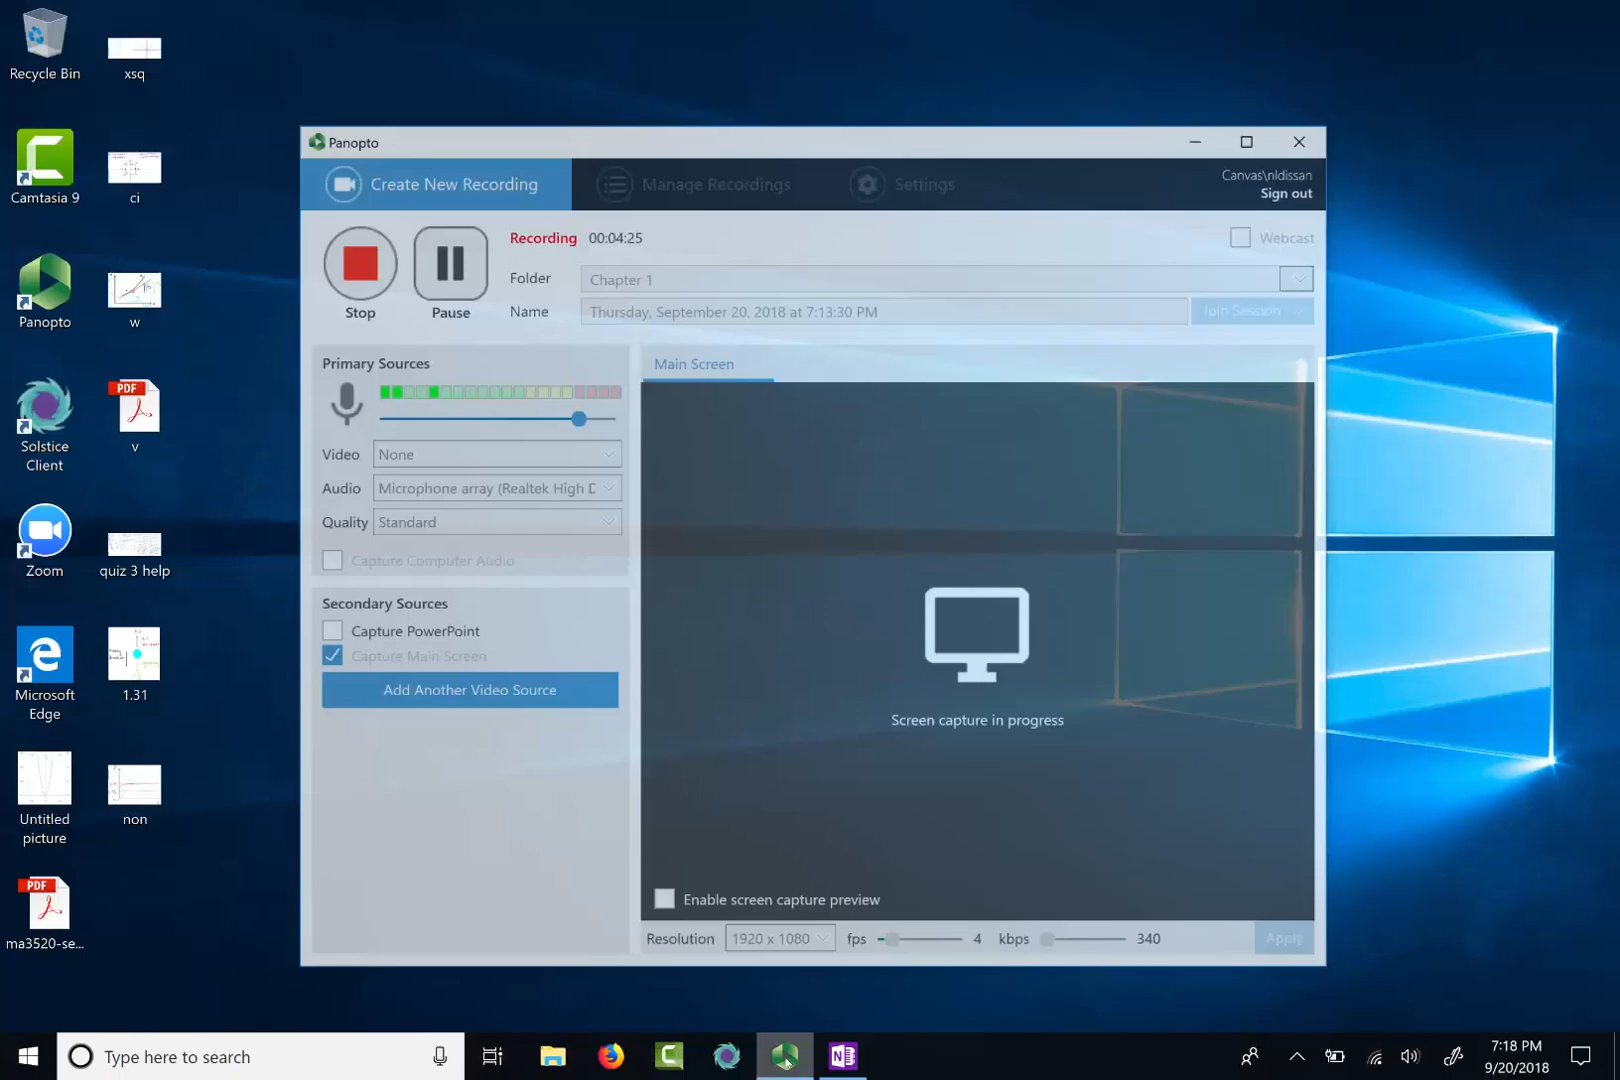 Recycle Bin
xsq
Camtasia 9
ci
Panopto
w
Solstice
Client
PDF
v
Zoom
quiz 3 help
Microsoft
Edge
1.31
Untitled
picture
non
PDF
ma3520-se...
Panopto
Create New Recording
Manage Recordings
Settings
Canvas\nldissan
Sign out
Stop
Pause
Recording 00:04:25
Webcast
Folder
Chapter 1
Name
Thursday, September 20, 2018 at 7:13:30 PM
Join Session
Primary Sources
Video
None
Audio
Microphone array (Realtek High D
Quality
Standard
Capture Computer Audio
Secondary Sources
Capture PowerPoint
Capture Main Screen
Add Another Video Source
Main Screen
Screen capture in progress
Enable screen capture preview
Resolution 1920 x 1080 fps 4 kbps 340 Apply
Type here to search
7:18 PM
9/20/2018